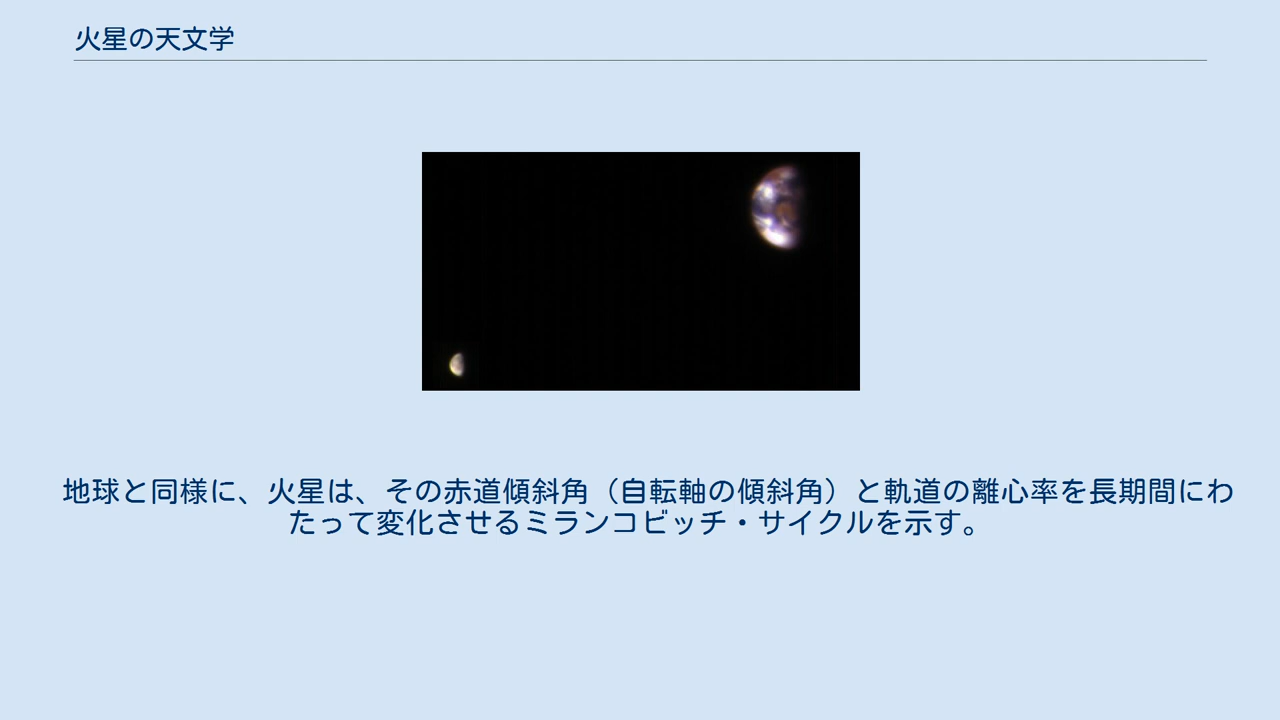 火星の天文学
地球と同様に、火星は、その赤道傾斜角（自転軸の傾斜角）と軌道の離心率を長期間にわ
たって変化させるミランコビッチ・サイクルを示す。